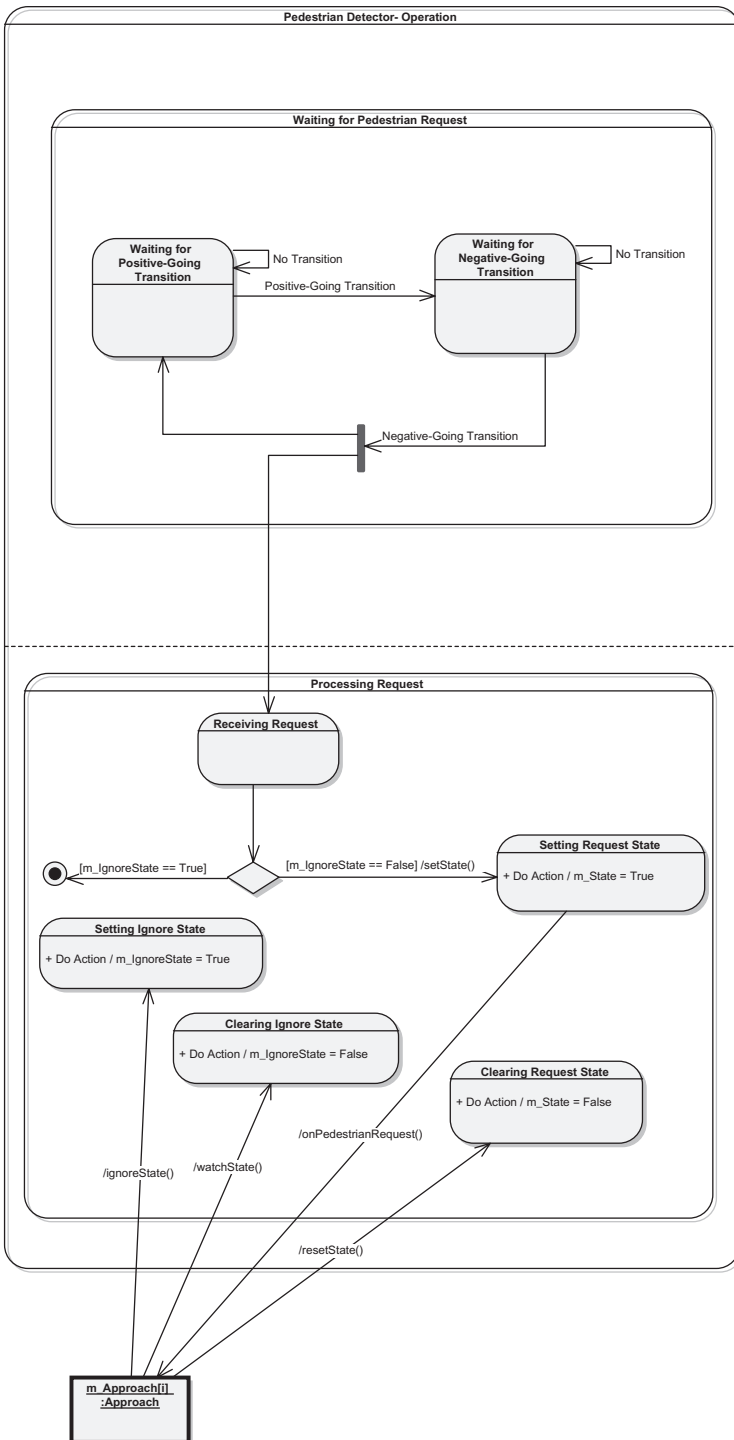 Pedestrian Detector- Operation
Waiting for Pedestrian Request
Waiting for
Positive-Going
Transition
No Transition
Positive-Going Transition
Waiting for
Negative-Going
Transition
No Transition
Negative-Going Transition
Processing Request
Receiving Request
[m_IgnoreState == True]
[m_IgnoreState == False] /setState()
Setting Request State
+ Do Action / m_State = True
Setting Ignore State
+ Do Action / m_IgnoreState = True
Clearing Ignore State
+ Do Action / m_IgnoreState = False
Clearing Request State
+ Do Action / m_State = False
/onPedestrianRequest()
/ignoreState()
/watchState()
/resetState()
m_Approach[i]
:Approach